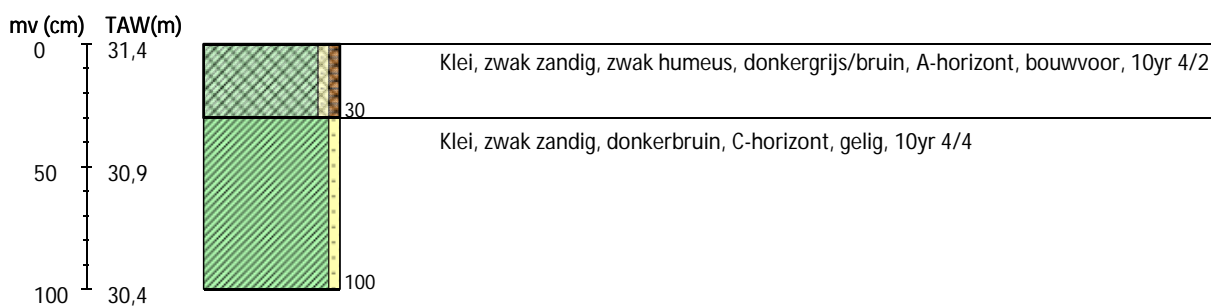 mv (cm) TAW(m)
0 31,4
Klei, zwak zandig, zwak humeus, donkergrijs/bruin, A-horizont, bouwvoor, 10yr 4/2
30
Klei, zwak zandig, donkerbruin, C-horizont, gelig, 10yr 4/4
50 30,9
100
100 30,4